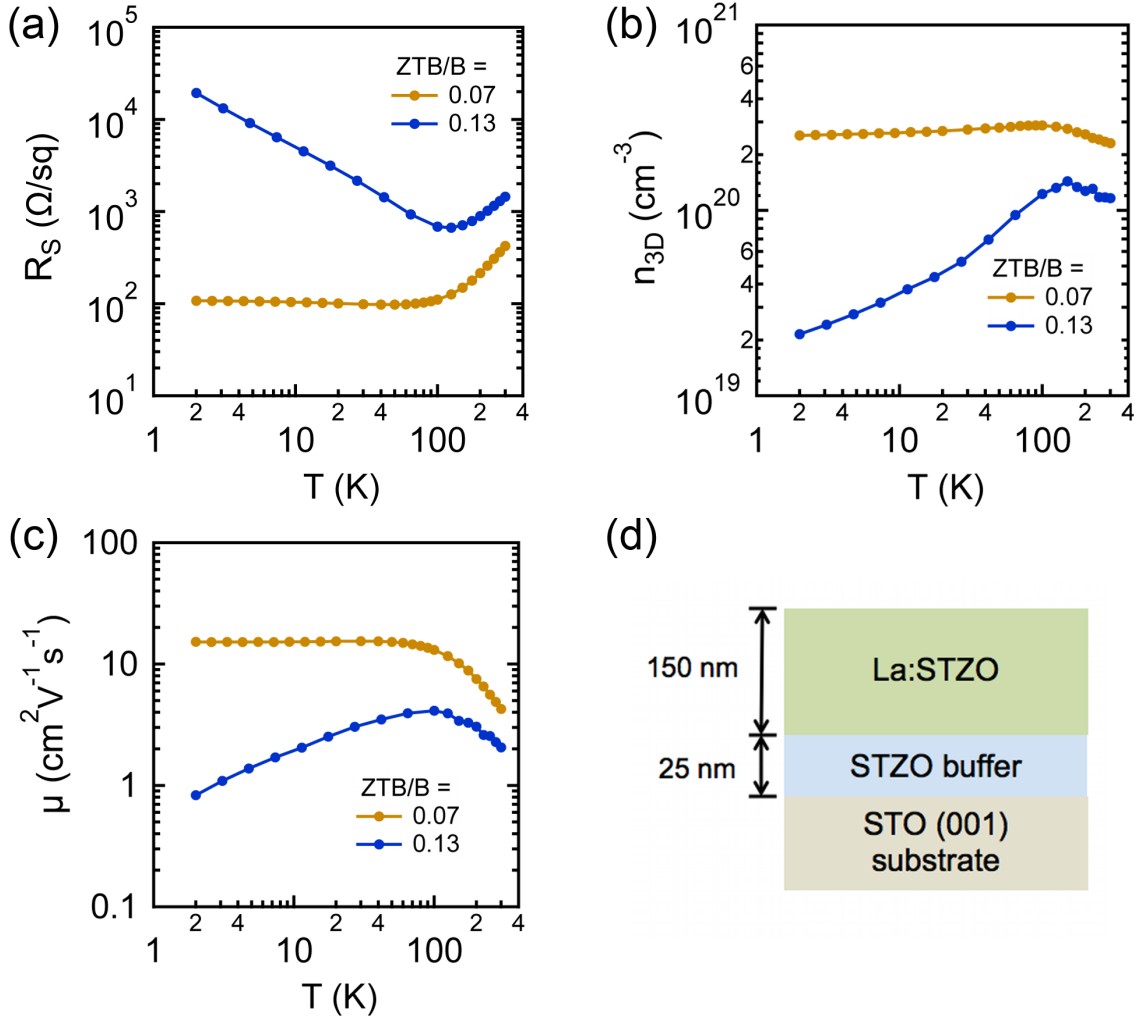 (a)
10^5
10^4
10^3
10^2
10^1
R_S (Ω/sq)
ZTB/B =
0.07
0.13
2 4 2 2 4
1 10 100
T (K)
(b)
10^21
6
4
2
10^20
6
4
2
10^19
n_3D (cm^-3)
ZTB/B =
0.07
0.13
2 4 2 4 2 4
1 10 100
T (K)
(c)
100
10
1
0.1
μ (cm^2V^-1s^-1)
ZTB/B =
0.07
0.13
2 4 2 4 2 4
1 10 100
T (K)
(d)
150 nm
La:STZO
25 nm
STZO buffer
STO (001)
substrate